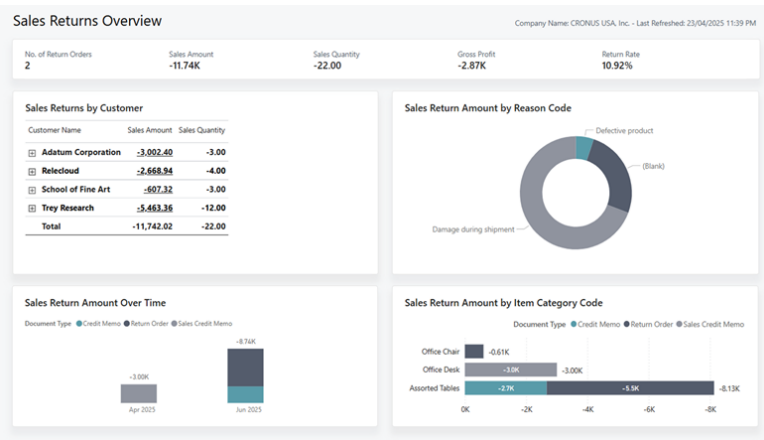 Sales Returns Overview
Company Name: CRONUS USA, Inc. - Last Refreshed: 23/04/2025 11:39 PM
No. of Return Orders Sales Amount Sales Quantity Gross Profit Return Rate
2 -11.74K -22.00 -2.87K 10.92%
Sales Returns by Customer
Customer Name Sales Amount Sales Quantity
Adatum Corporation -3,002.40 -3.00
Relecloud -2,668.94 -4.00
School of Fine Art -607.32 -3.00
Trey Research -5,463.36 -12.00
Total -11,742.02 -22.00
Sales Return Amount by Reason Code
Defective product
(Blank)
Damage during shipment
Sales Return Amount Over Time
Document Type Credit Memo Return Order Sales Credit Memo
-8.74K
-3.00K
Apr 2025 Jun 2025
Sales Return Amount by Item Category Code
Document Type Credit Memo Return Order Sales Credit Memo
Office Chair -0.61K
Office Desk -3.0K -3.00K
Assorted Tables -2.7K -5.5K -8.13K
0K -2K -4K -6K -8K